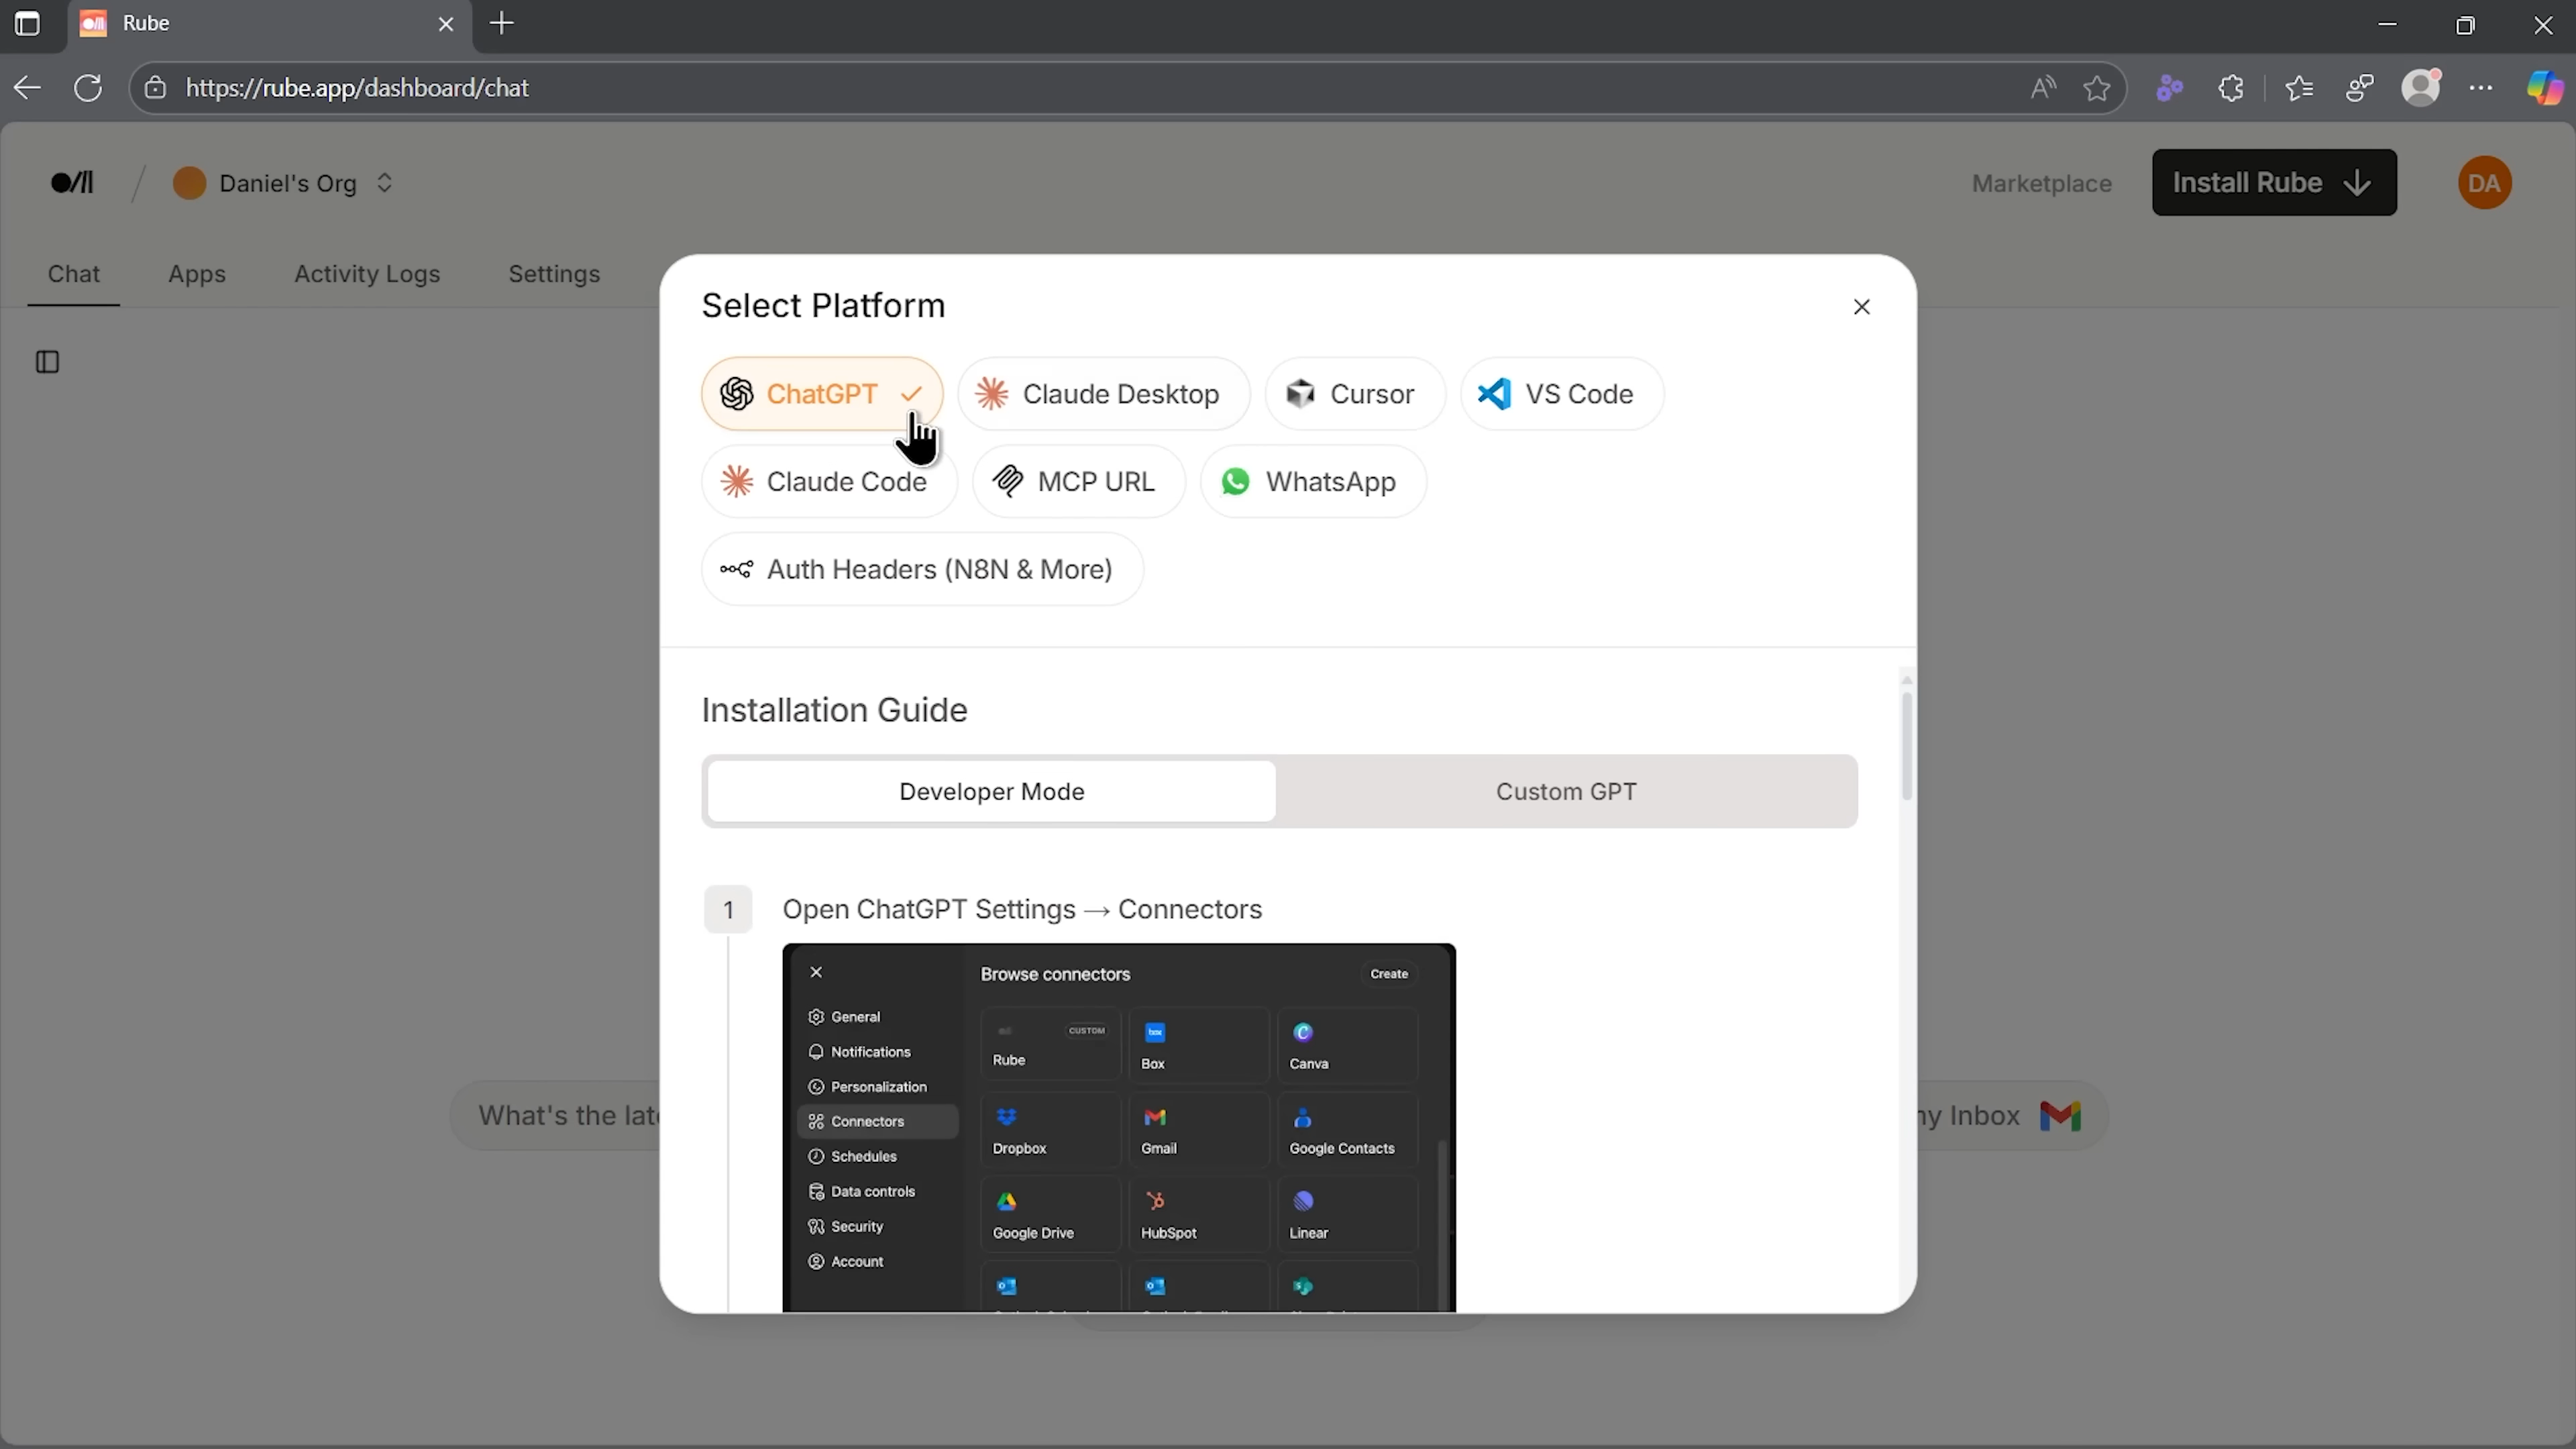 Rube
https://rube.app/dashboard/chat
Daniel's Org
Marketplace
Install Rube
DA
Chat
Apps
Activity Logs
Settings
Select Platform
ChatGPT
Claude Desktop
Cursor
VS Code
Claude Code
MCP URL
WhatsApp
Auth Headers (N8N & More)
Installation Guide
Developer Mode
Custom GPT
1
Open ChatGPT Settings → Connectors
Browse connectors
Create
General
Notifications
Personalization
Connectors
Schedules
Data controls
Security
Account
CUSTOM
Rube
box
Box
Canva
Dropbox
Gmail
Google Contacts
Google Drive
HubSpot
Linear
What's the
Inbox